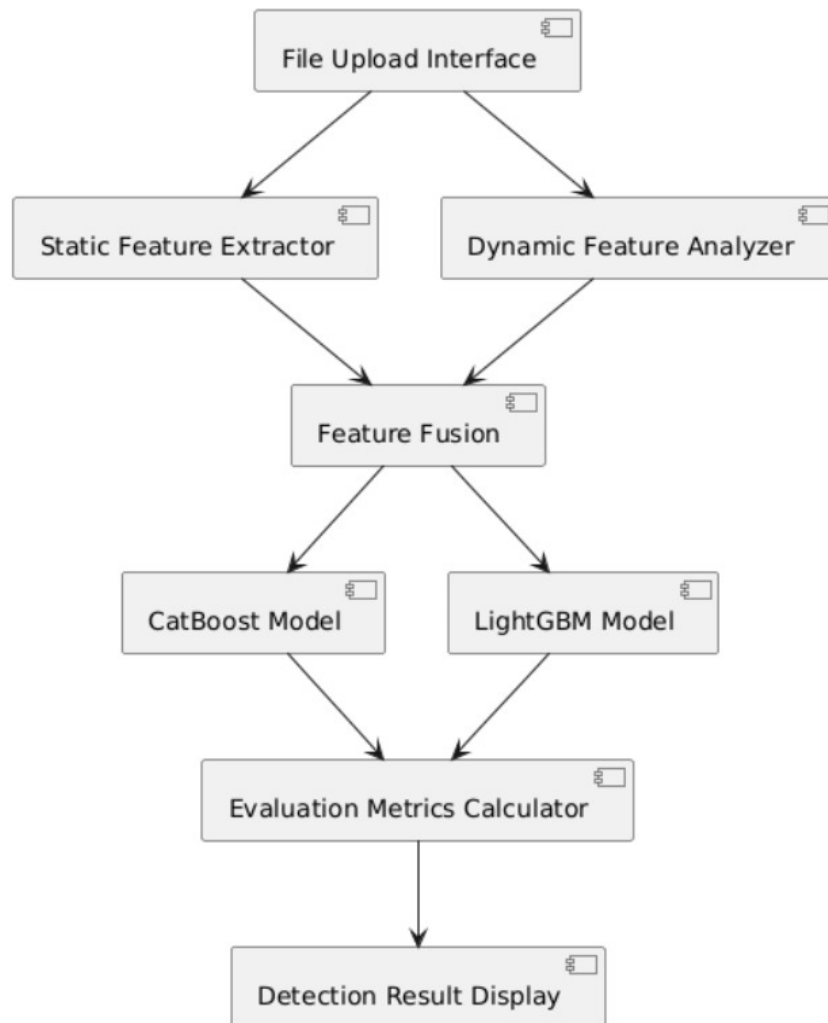 File Upload Interface
Static Feature Extractor
Dynamic Feature Analyzer
Feature Fusion
CatBoost Model
LightGBM Model
Evaluation Metrics Calculator
Detection Result Display